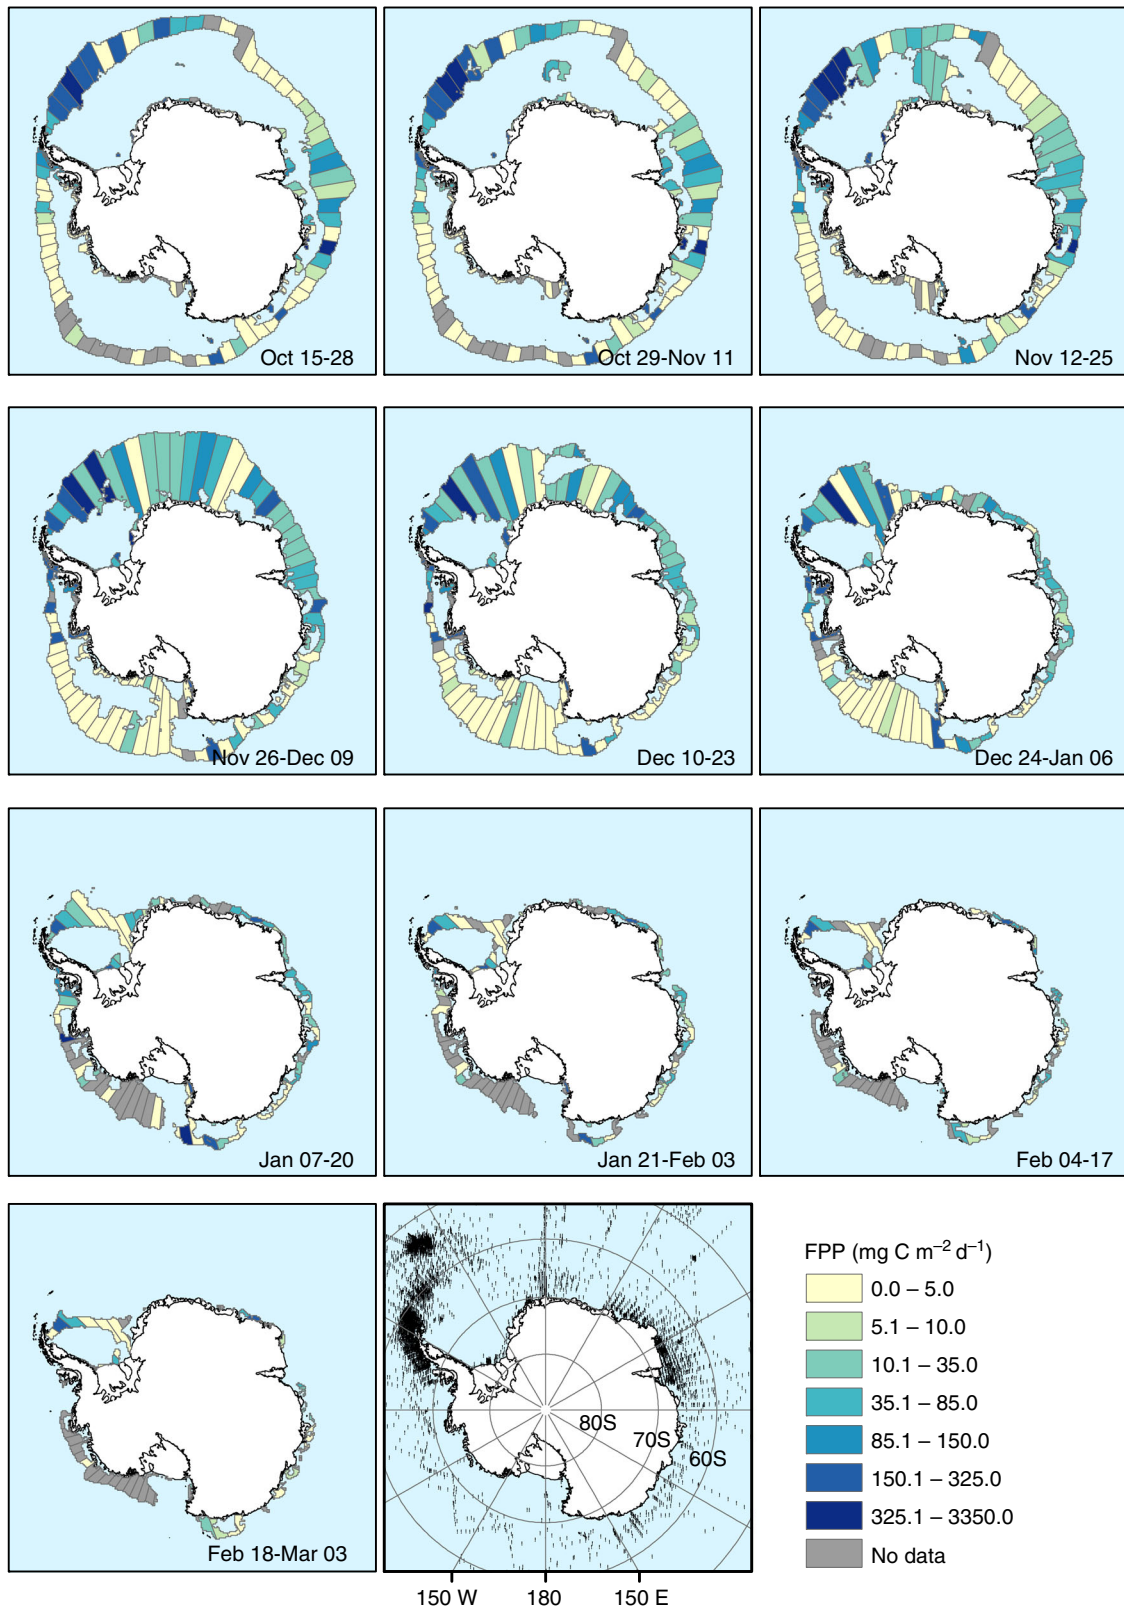 Oct 15-28
Oct 29-Nov 11
Nov 12-25
Nov 26-Dec 09
Dec 10-23
Dec 24-Jan 06
Jan 07-20
Jan 21-Feb 03
Feb 04-17
Feb 18-Mar 03
80S
70S
60S
150 W 180 150 E
FPP (mg C m⁻² d⁻¹)
0.0 – 5.0
5.1 – 10.0
10.1 – 35.0
35.1 – 85.0
85.1 – 150.0
150.1 – 325.0
325.1 – 3350.0
No data